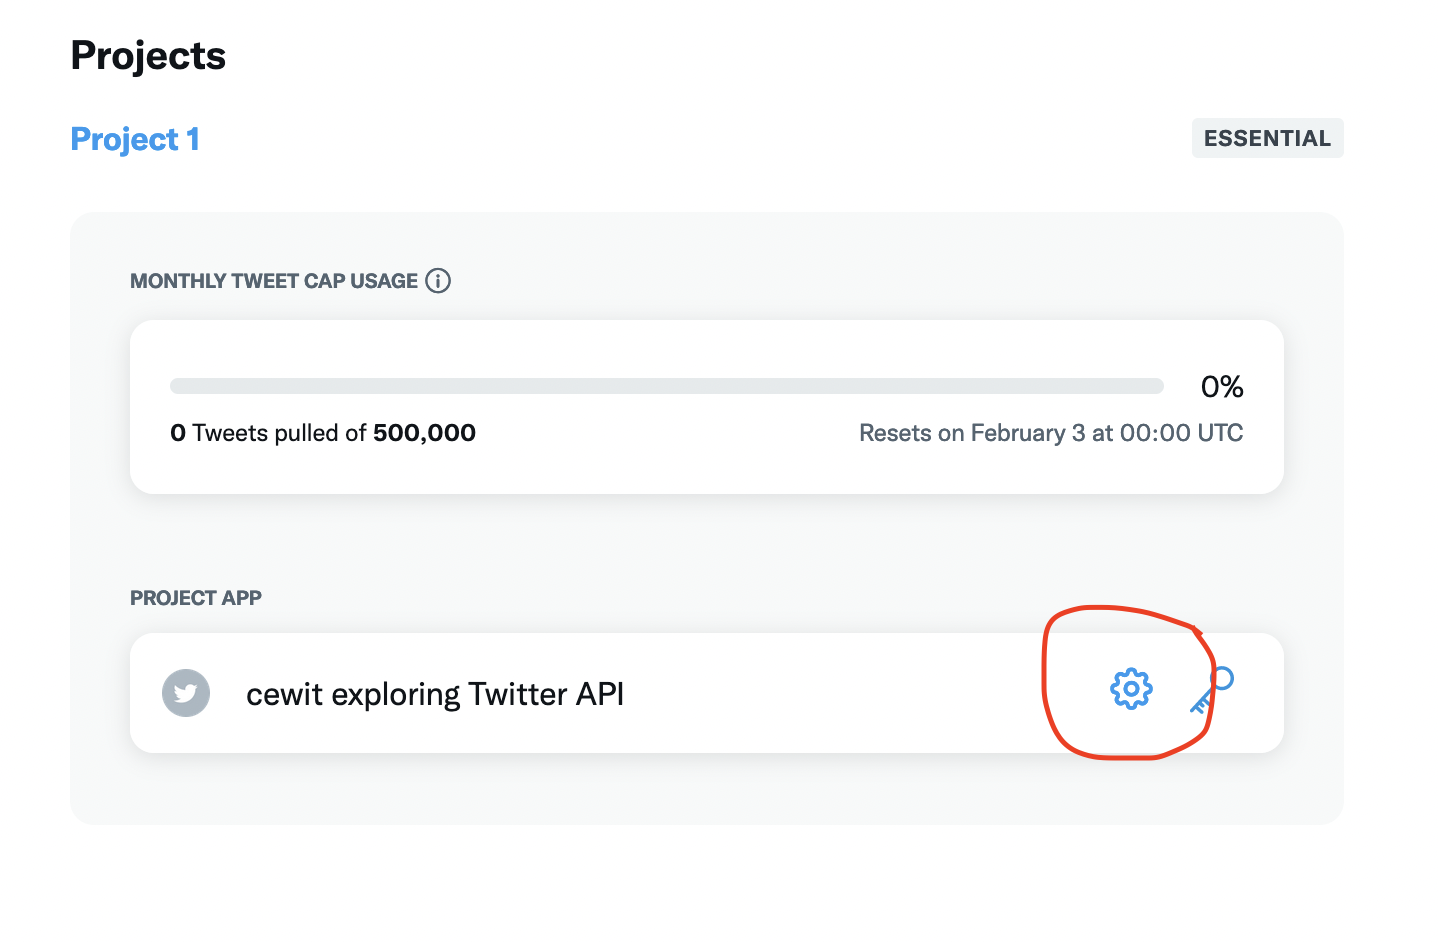 Projects
Project 1
ESSENTIAL
MONTHLY TWEET CAP USAGE
0%
0 Tweets pulled of 500,000
Resets on February 3 at 00:00 UTC
PROJECT APP
cewit exploring Twitter API